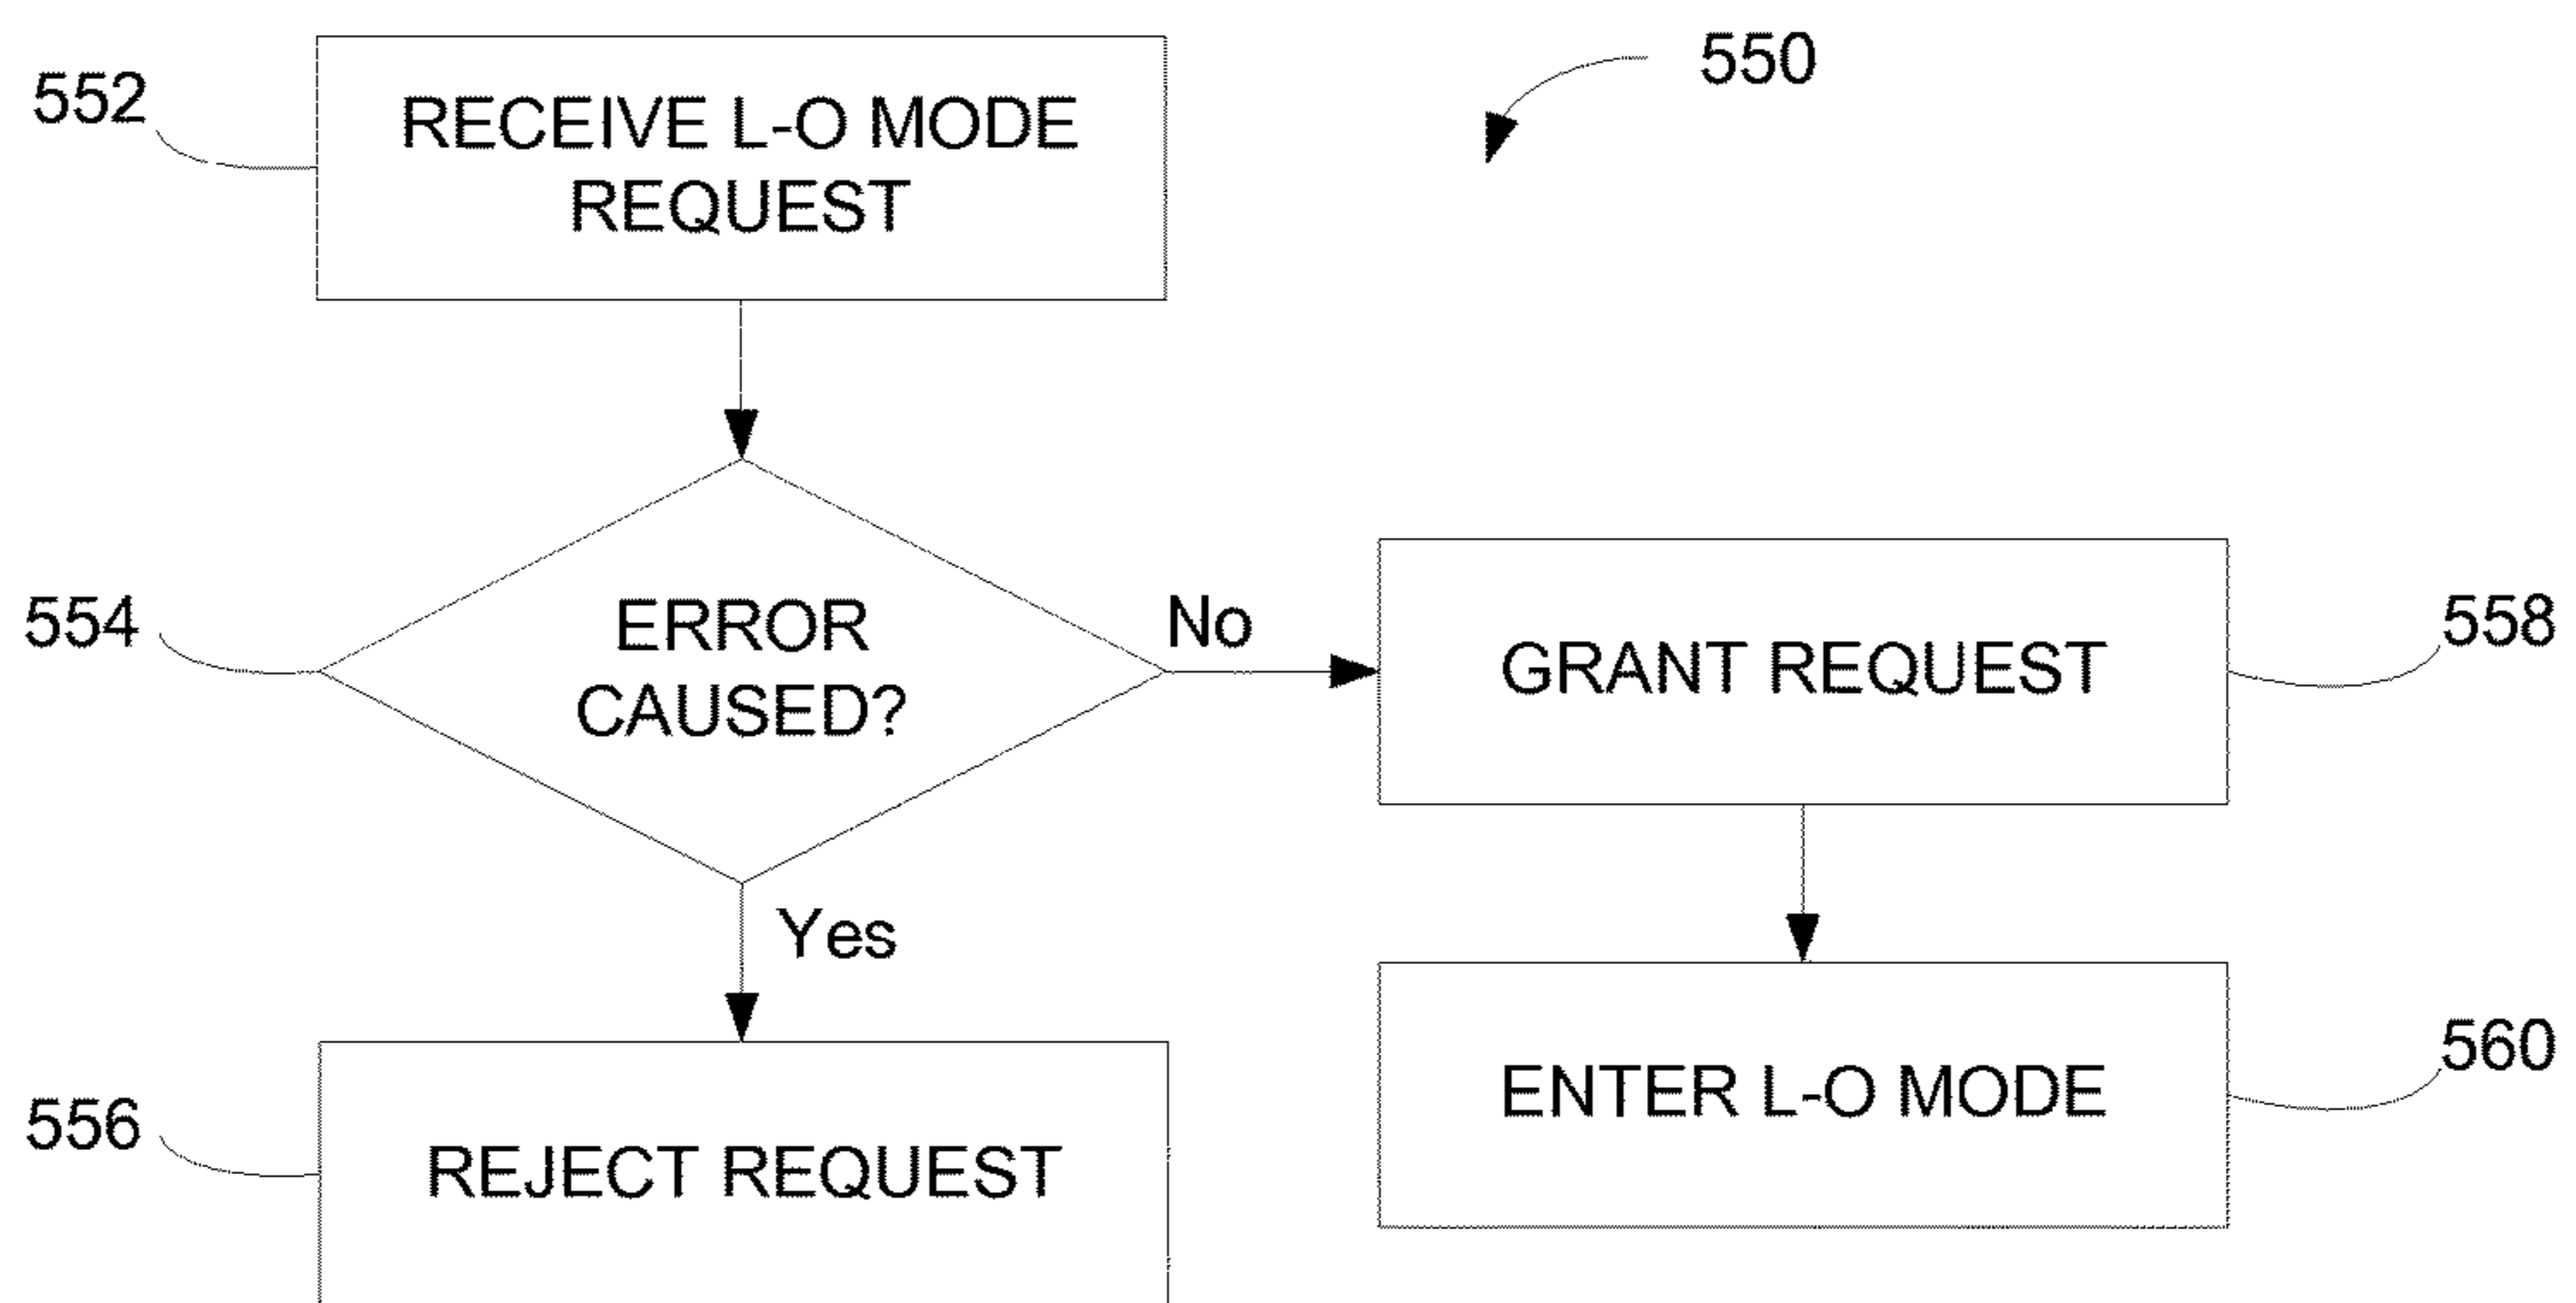 550
552
RECEIVE L-O MODE
REQUEST
554
ERROR
CAUSED?
No
GRANT REQUEST
558
Yes
556
REJECT REQUEST
ENTER L-O MODE
560